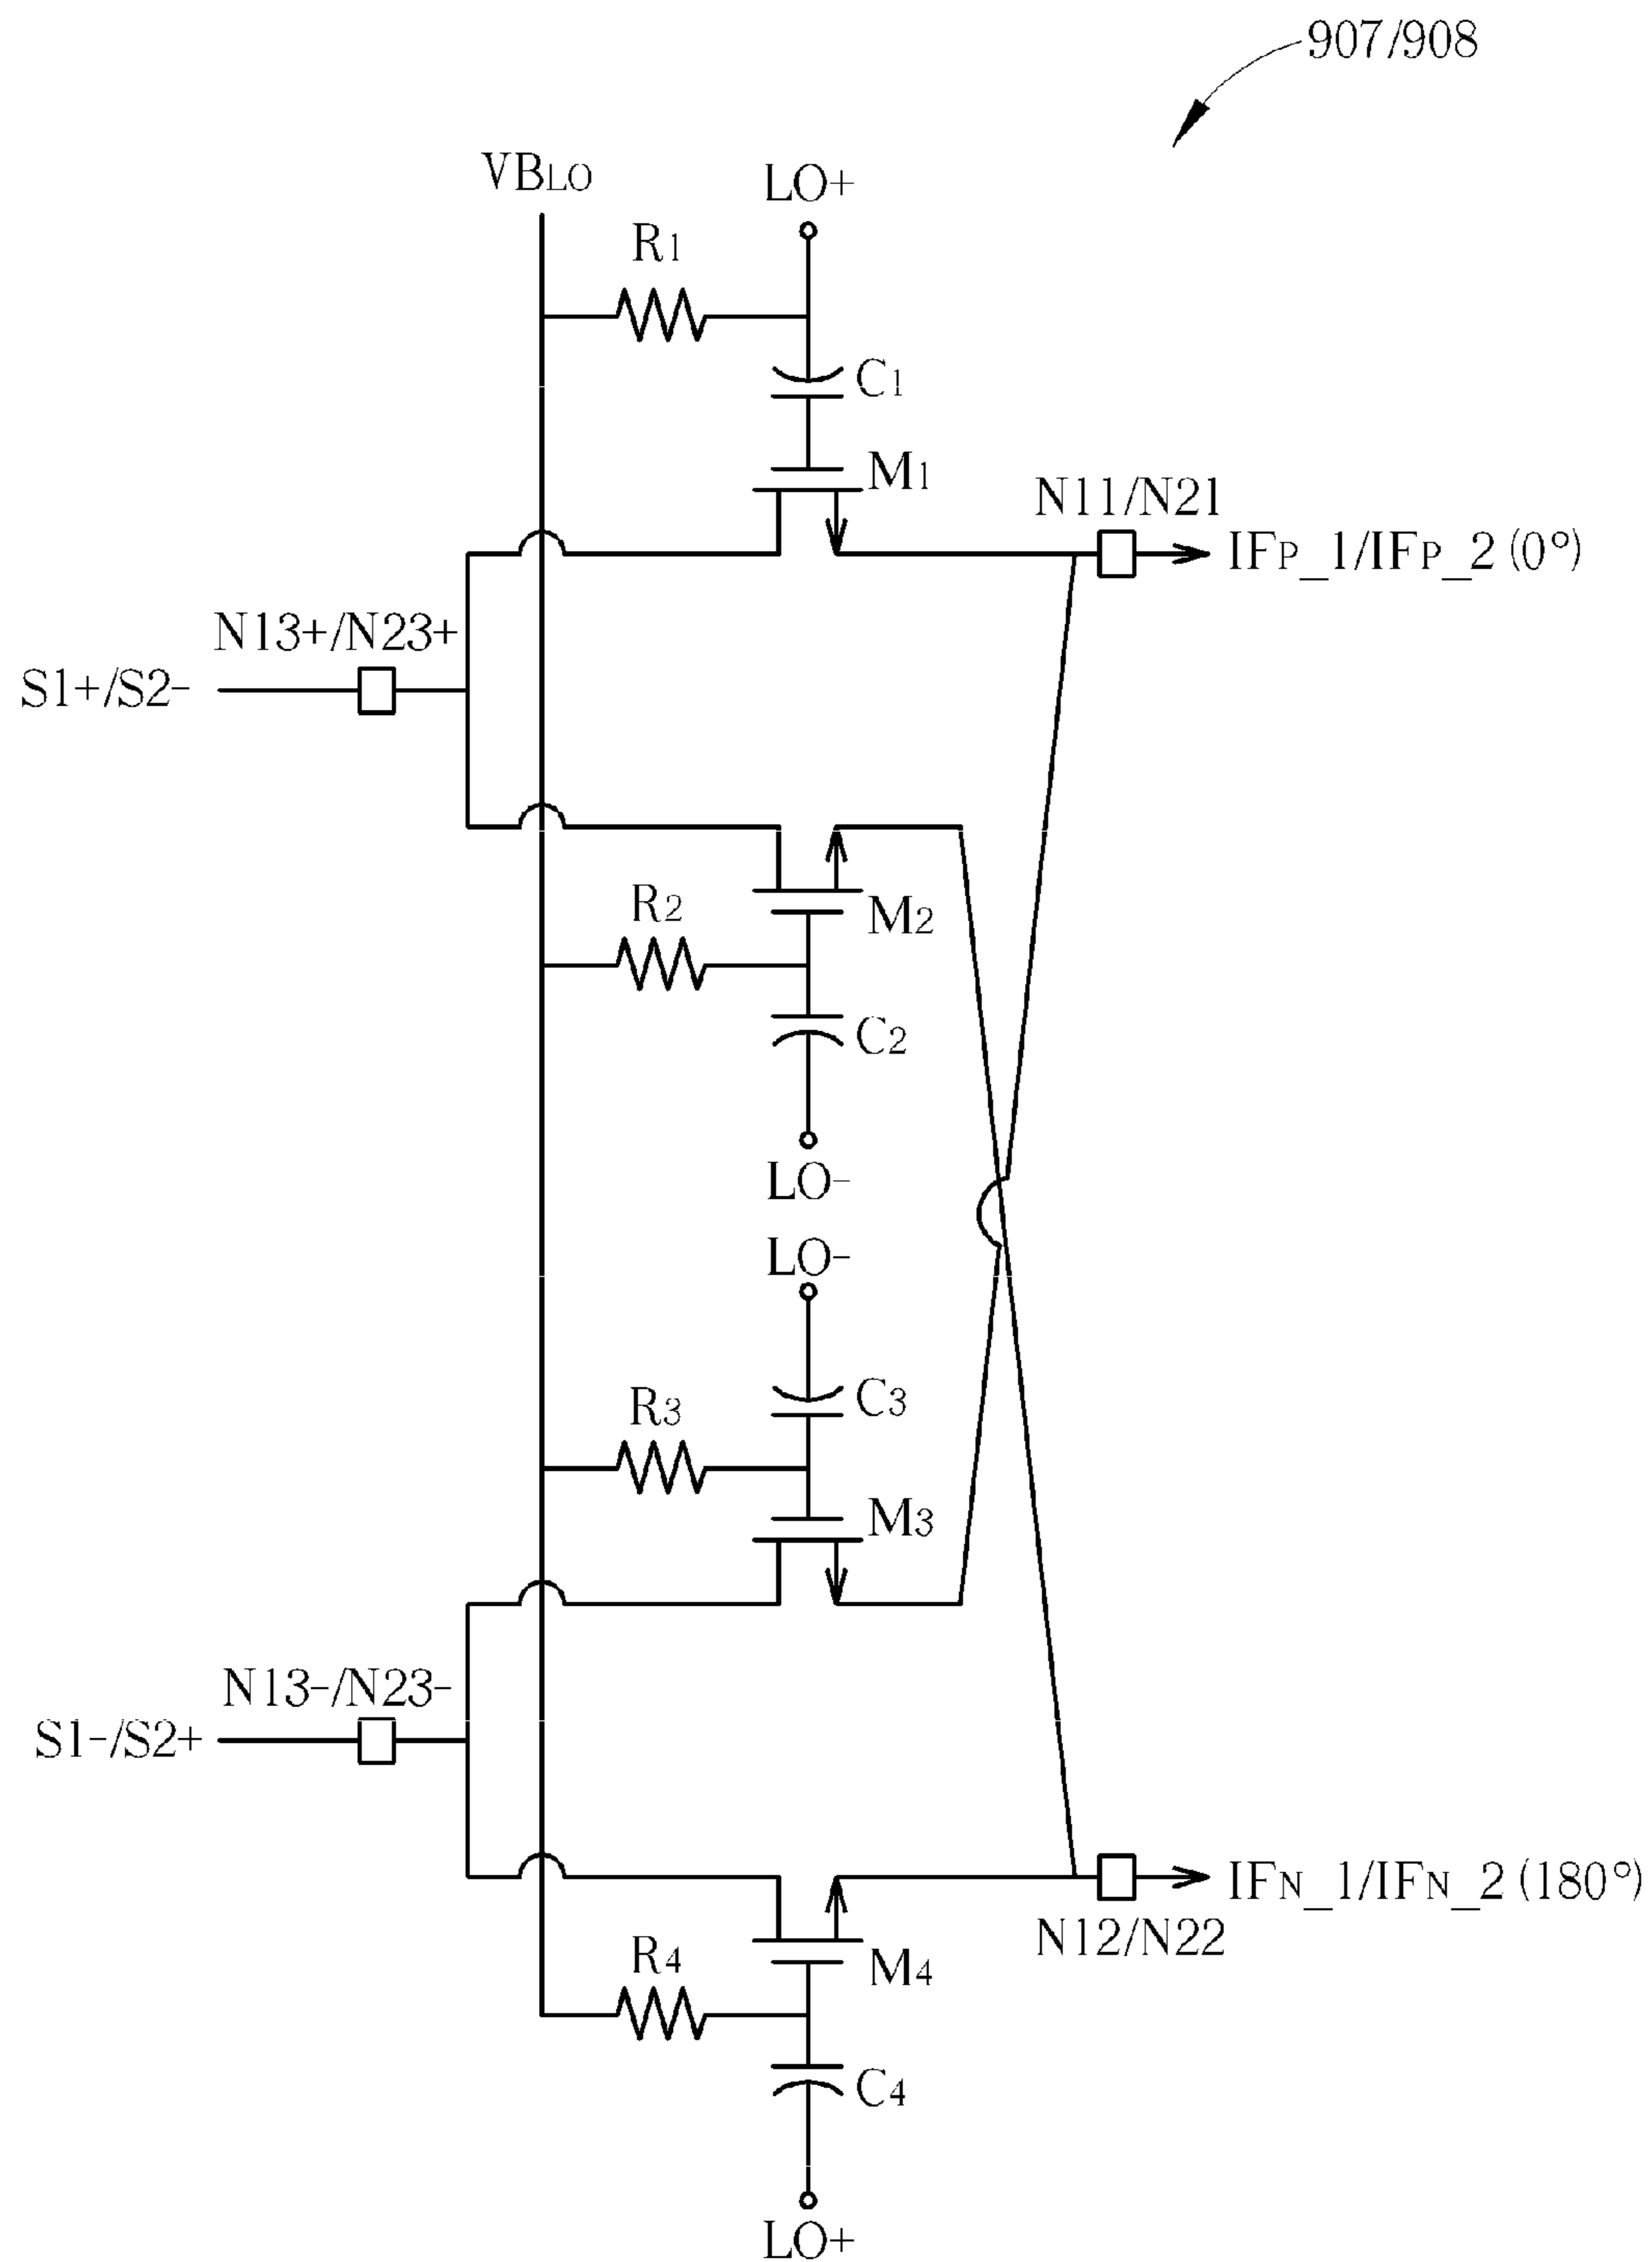 907/908
VBLO
LO+
R1
C1
M1
N11/N21
IFP_1/IFP_2 (0°)
N13+/N23+
S1+/S2-
R2
M2
C2
LO-
LO-
C3
R3
M3
N13-/N23-
S1-/S2+
IFN_1/IFN_2 (180°)
N12/N22
R4
M4
C4
LO+